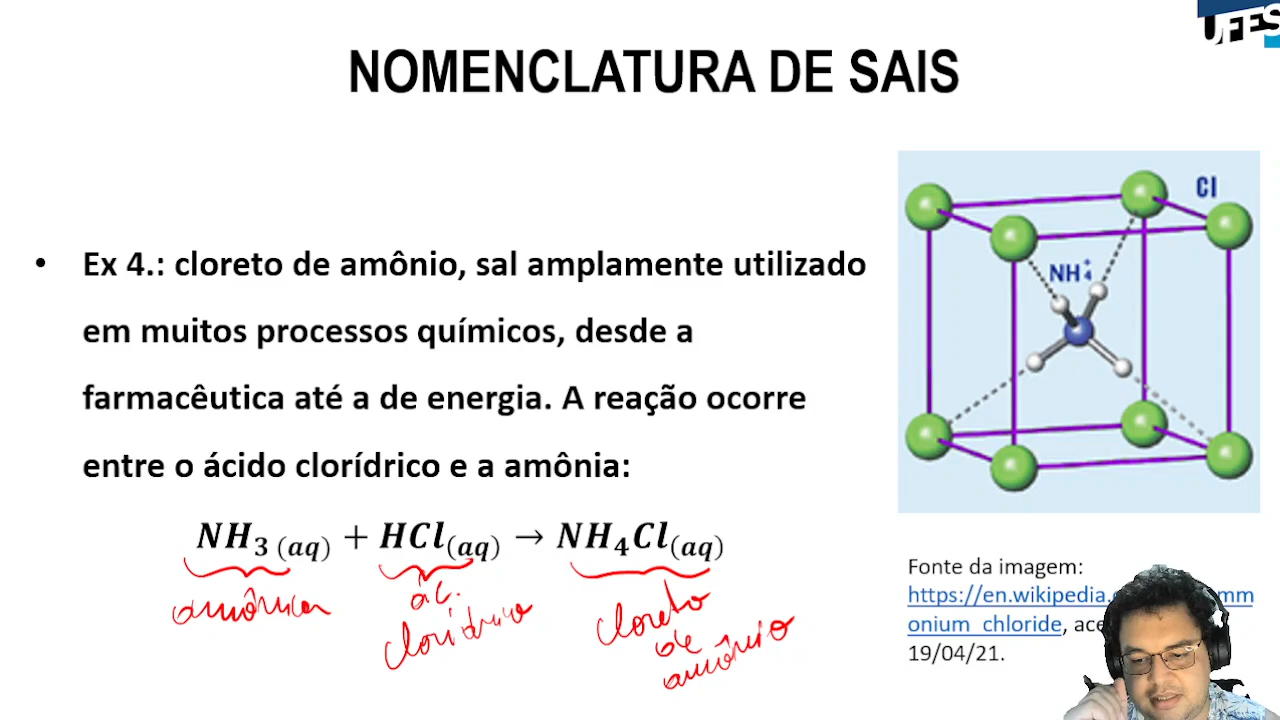 UFES
NOMENCLATURA DE SAIS
Cl
NH₄⁺
• Ex 4.: cloreto de amônio, sal amplamente utilizado
em muitos processos químicos, desde a
farmacêutica até a de energia. A reação ocorre
entre o ácido clorídrico e a amônia:
NH₃ (aq) + HCl(aq) → NH₄Cl(aq)
amônia
ác.
clorídrico
cloreto
de
amônio
Fonte da imagem:
https://en.wikipedia.
onium_chloride,
19/04/21.